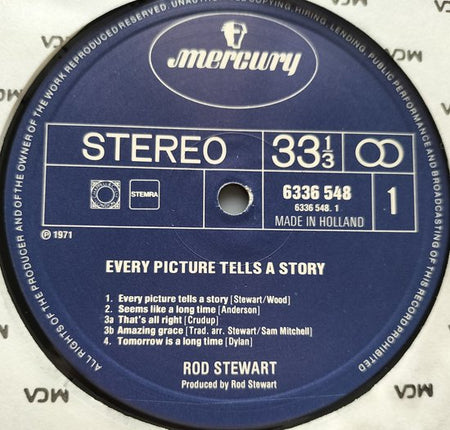 mercury
ALL RIGHTS OF THE PRODUCER AND OF THE OWNER OF THE WORK REPRODUCED RESERVED. UNAUTHORISED COPYING, HIRING, LENDING, PUBLIC PERFORMANCE AND BROADCASTING OF THIS RECORD PROHIBITED
STEREO
33 1/3
6336 548
6336 548. 1
MADE IN HOLLAND
1
STEMRA
Ⓟ 1971
EVERY PICTURE TELLS A STORY
1. Every picture tells a story [Stewart/Wood]
2. Seems like a long time [Anderson]
3a That's all right [Crudup]
3b Amazing grace [Trad. arr. Stewart/Sam Mitchell]
4. Tomorrow is a long time [Dylan]
ROD STEWART
Produced by Rod Stewart
MCA
MCA
MCA
MCA